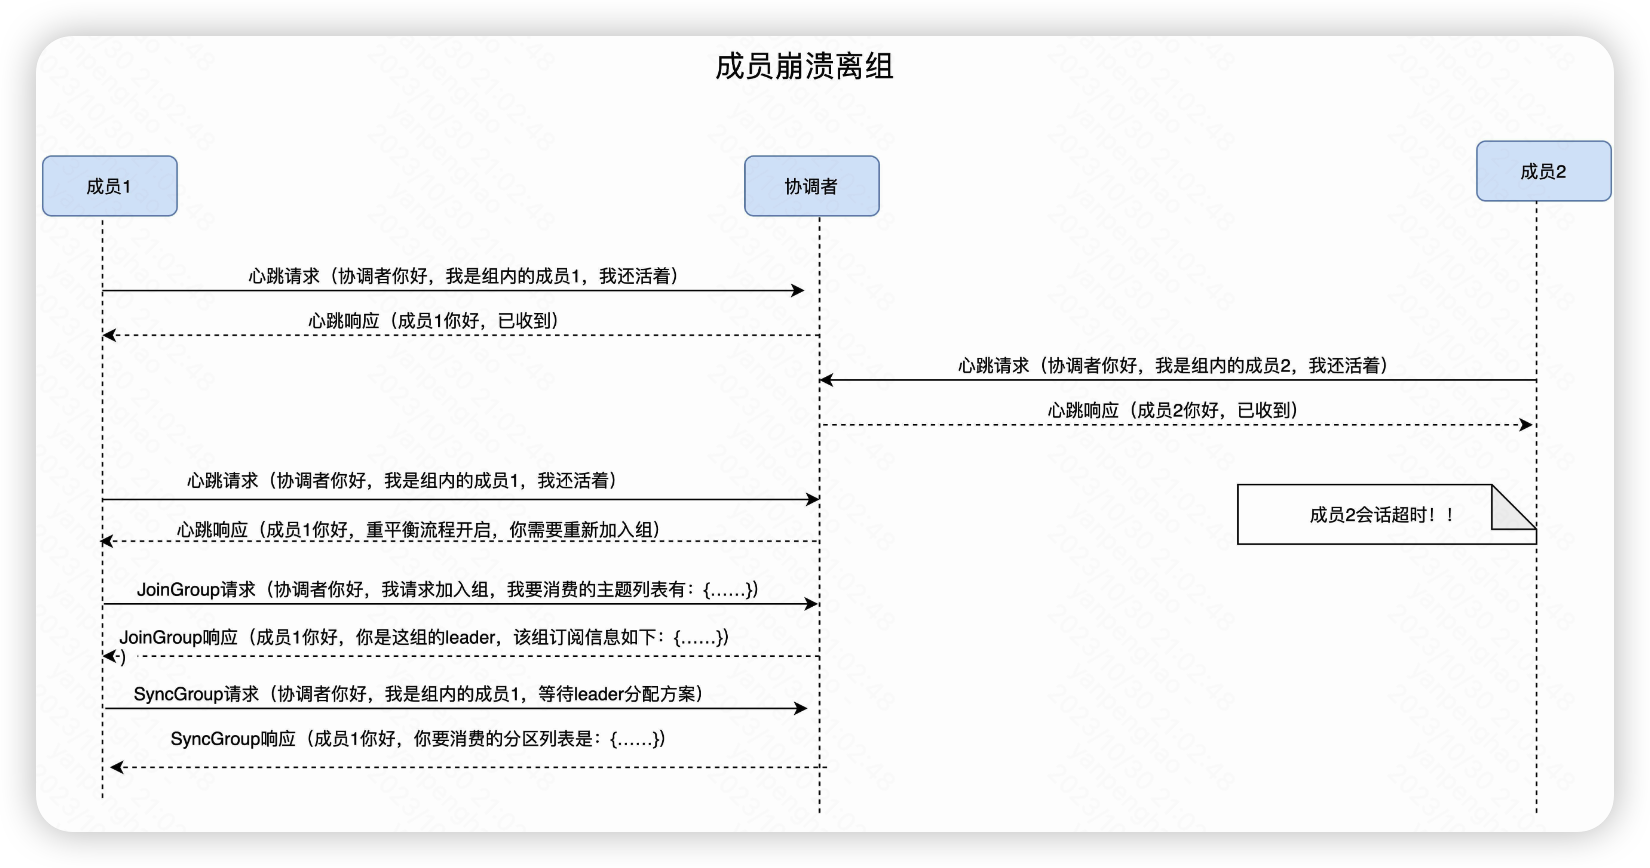 成员崩溃离组
成员1
协调者
成员2
心跳请求（协调者你好，我是组内的成员1，我还活着）
心跳响应（成员1你好，已收到）
心跳请求（协调者你好，我是组内的成员2，我还活着）
心跳响应（成员2你好，已收到）
心跳请求（协调者你好，我是组内的成员1，我还活着）
成员2会话超时！！
心跳响应（成员1你好，重平衡流程开启，你需要重新加入组）
JoinGroup请求（协调者你好，我请求加入组，我要消费的主题列表有：{......}）
JoinGroup响应（成员1你好，你是这组的leader，该组订阅信息如下：{......}）
)
SyncGroup请求（协调者你好，我是组内的成员1，等待leader分配方案）
SyncGroup响应（成员1你好，你要消费的分区列表是：{......}）